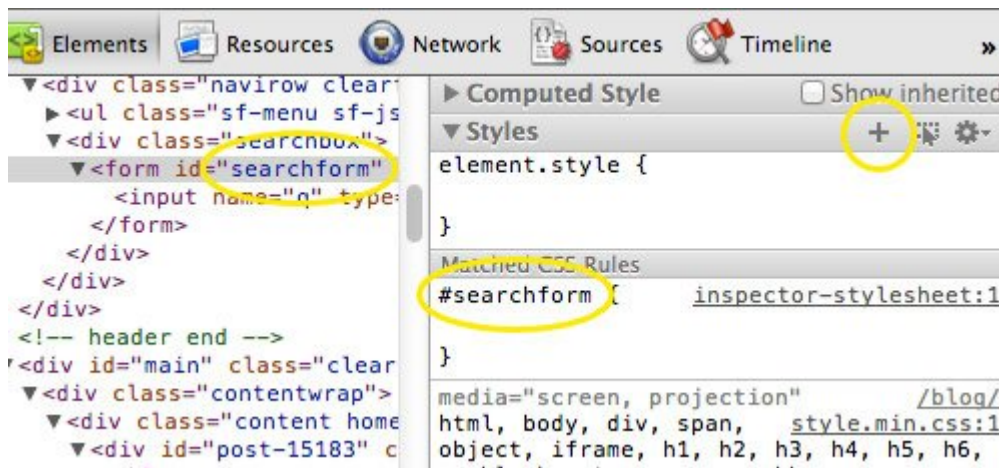 Elements Resources Network Sources Timeline »
▼<div class="navirow clear
▶<ul class="sf-menu sf-js
▼<div class="searchbox">
▼<form id="searchform"
<input name="q" type=
</form>
</div>
</div>
</div>
<!-- header end -->
<div id="main" class="clear
▼<div class="contentwrap">
▼<div class="content home
▼<div id="post-15183" c
▶ Computed Style Show inherited
▼ Styles +
element.style {
}
Matched CSS Rules
#searchform { inspector-stylesheet:1
}
media="screen, projection" /blog/
html, body, div, span, style.min.css:1
object, iframe, h1, h2, h3, h4, h5, h6,